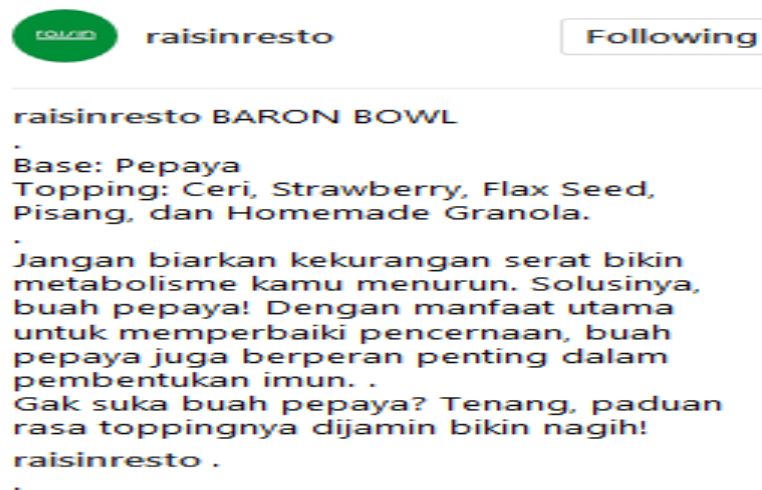 raisin
raisinresto
Following
raisinresto BARON BOWL
.
Base: Pepaya
Topping: Ceri, Strawberry, Flax Seed,
Pisang, dan Homemade Granola.
.
Jangan biarkan kekurangan serat bikin
metabolisme kamu menurun. Solusinya,
buah pepaya! Dengan manfaat utama
untuk memperbaiki pencernaan, buah
pepaya juga berperan penting dalam
pembentukan imun. .
Gak suka buah pepaya? Tenang, paduan
rasa toppingnya dijamin bikin nagih!
raisinresto .
.